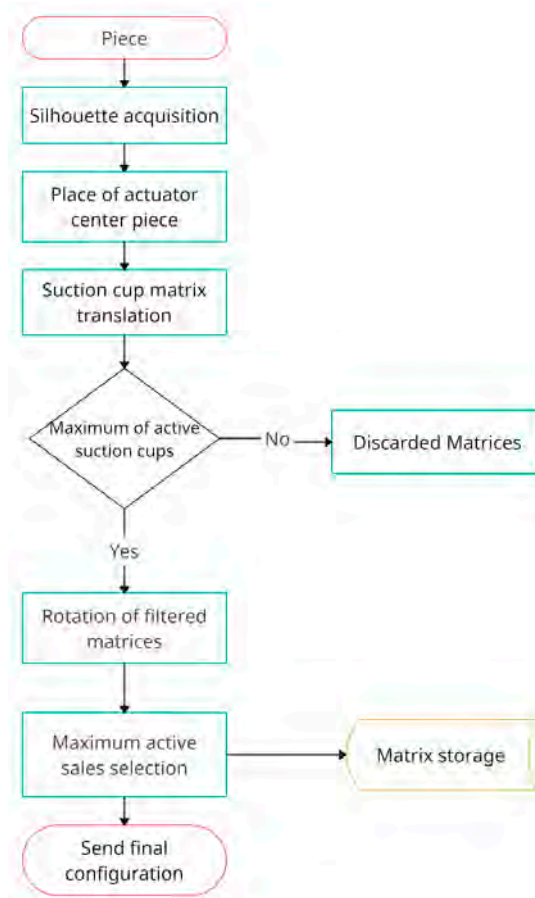 Piece
Silhouette acquisition
Place of actuator
center piece
Suction cup matrix
translation
Maximum of active
suction cups
No
Discarded Matrices
Yes
Rotation of filtered
matrices
Maximum active
sales selection
Matrix storage
Send final
configuration